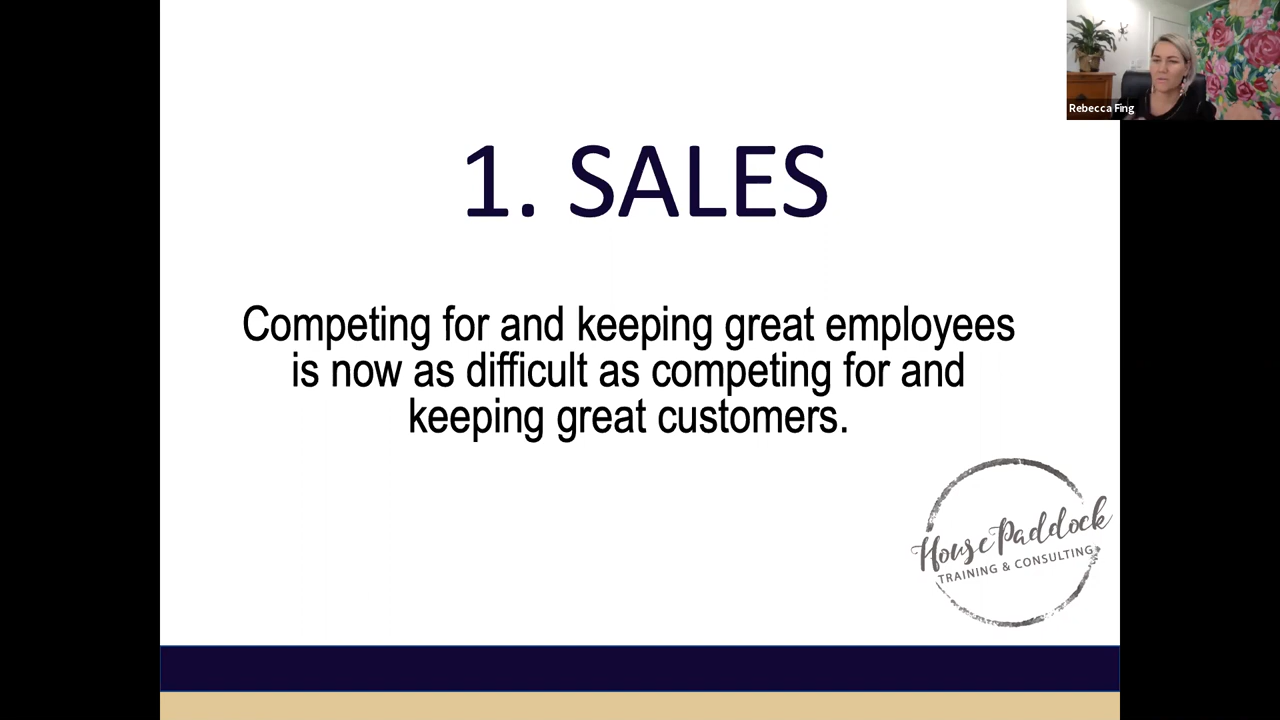 Rebecca Fing
1. SALES
Competing for and keeping great employees
is now as difficult as competing for and
keeping great customers.
House Paddock
TRAINING & CONSULTING